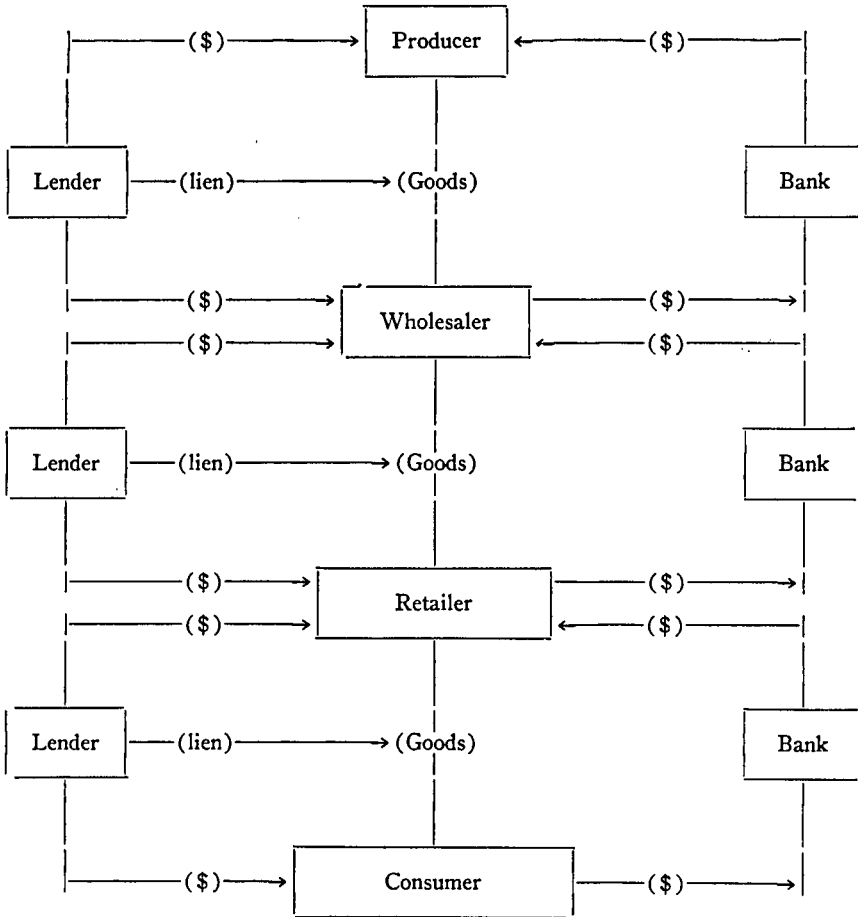 ($) Producer ($)
Lender (lien) (Goods) Bank
($) ($)
Wholesaler
($) ($)
Lender (lien) (Goods) Bank
($) ($)
Retailer
($) ($)
Lender (lien) (Goods) Bank
($) Consumer ($)